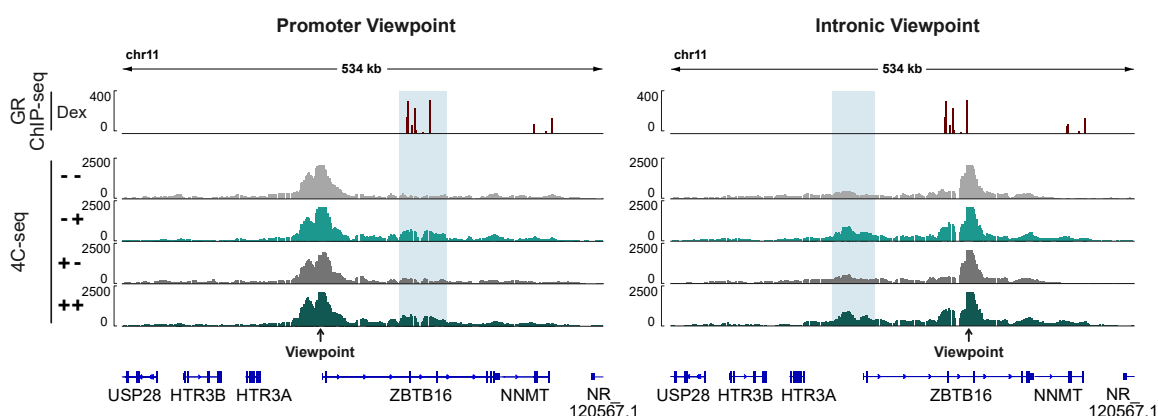 Promoter Viewpoint
Intronic Viewpoint
chr11
534 kb
chr11
534 kb
GR
ChIP-seq
Dex
400
0
400
0
4C-seq
- -
2500
0
2500
0
- +
2500
0
2500
0
+ -
2500
0
2500
0
++
2500
0
2500
0
Viewpoint
Viewpoint
USP28 HTR3B HTR3A ZBTB16 NNMT NR_
120567.1
USP28 HTR3B HTR3A ZBTB16 NNMT NR_
120567.1